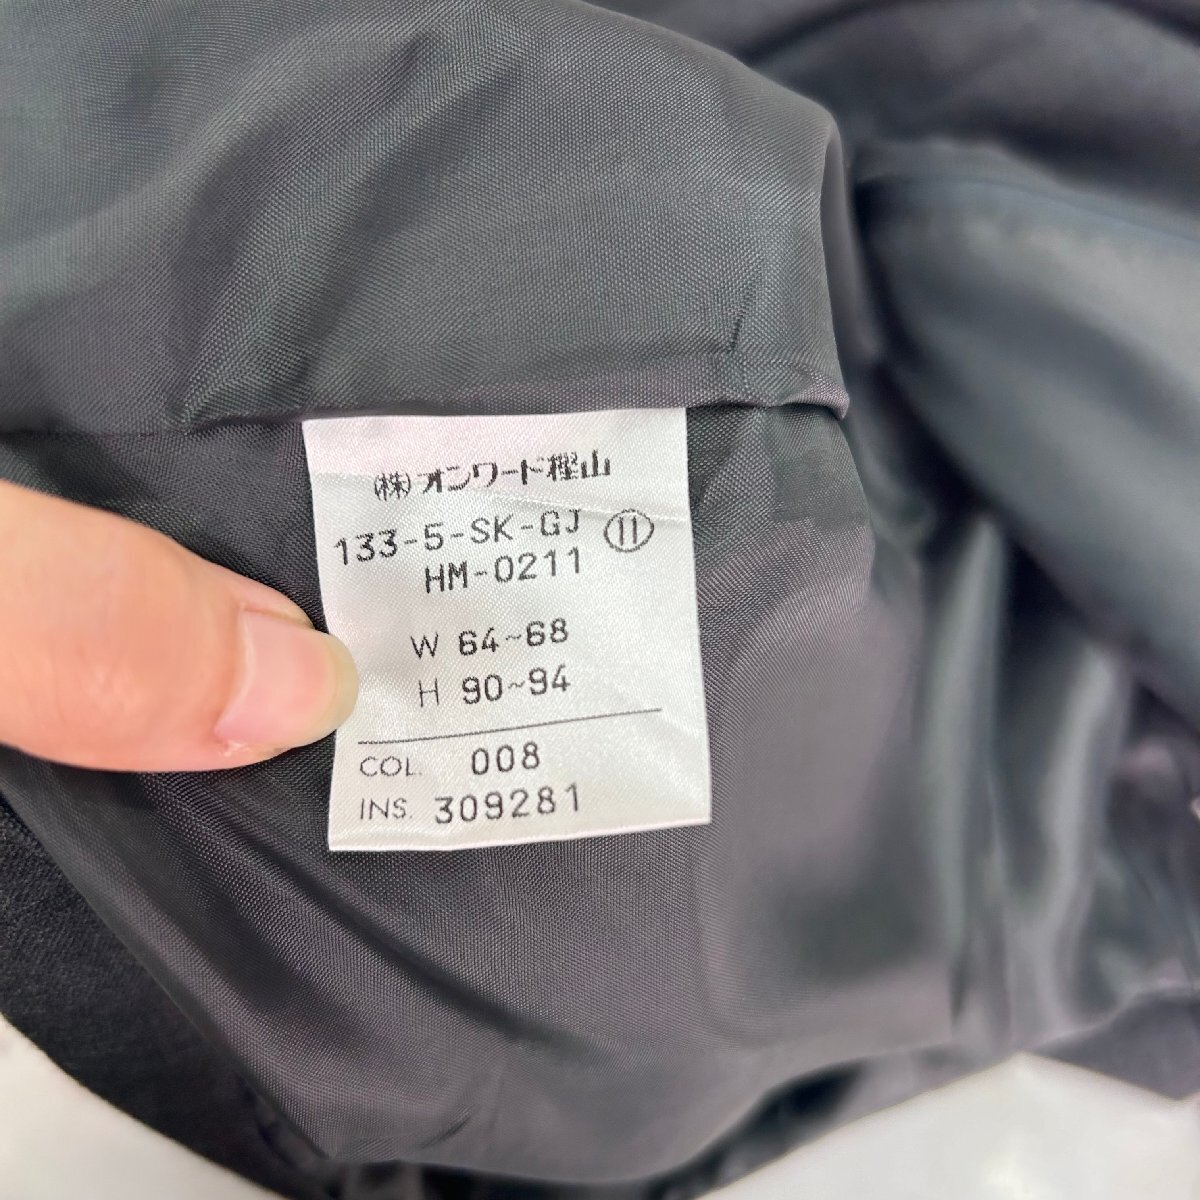 (株)オンワード樫山
133-5-SK-GJ ⑪
HM-0211
W 64~68
H 90~94
COL. 008
INS. 309281